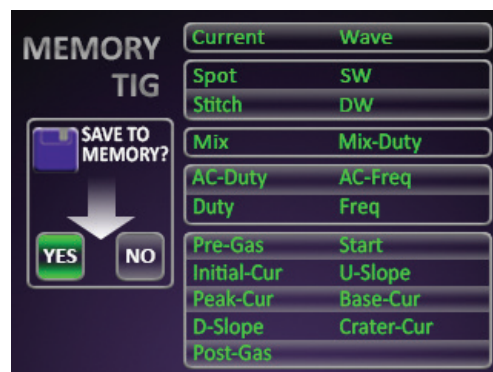 MEMORY
TIG
SAVE TO
MEMORY?
YES NO
Current Wave
Spot SW
Stitch DW
Mix Mix-Duty
AC-Duty AC-Freq
Duty Freq
Pre-Gas Start
Initial-Cur U-Slope
Peak-Cur Base-Cur
D-Slope Crater-Cur
Post-Gas